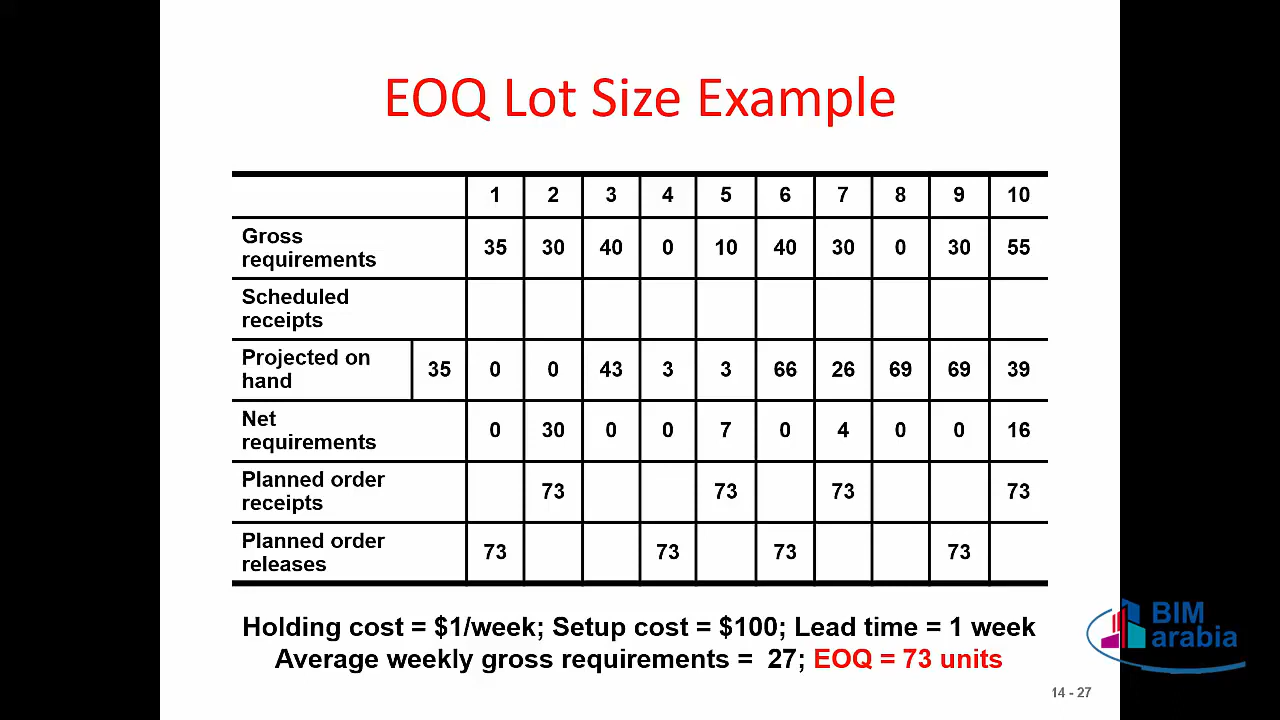 EOQ Lot Size Example
1 2 3 4 5 6 7 8 9 10
Gross
requirements
35 30 40 0 10 40 30 0 30 55
Scheduled
receipts
Projected on
hand
35 0 0 43 3 3 66 26 69 69 39
Net
requirements
0 30 0 0 7 0 4 0 0 16
Planned order
receipts
73 73 73 73
Planned order
releases
73 73 73 73
Holding cost = $1/week; Setup cost = $100; Lead time = 1 week
Average weekly gross requirements = 27; EOQ = 73 units
BIM
arabia
14 - 27